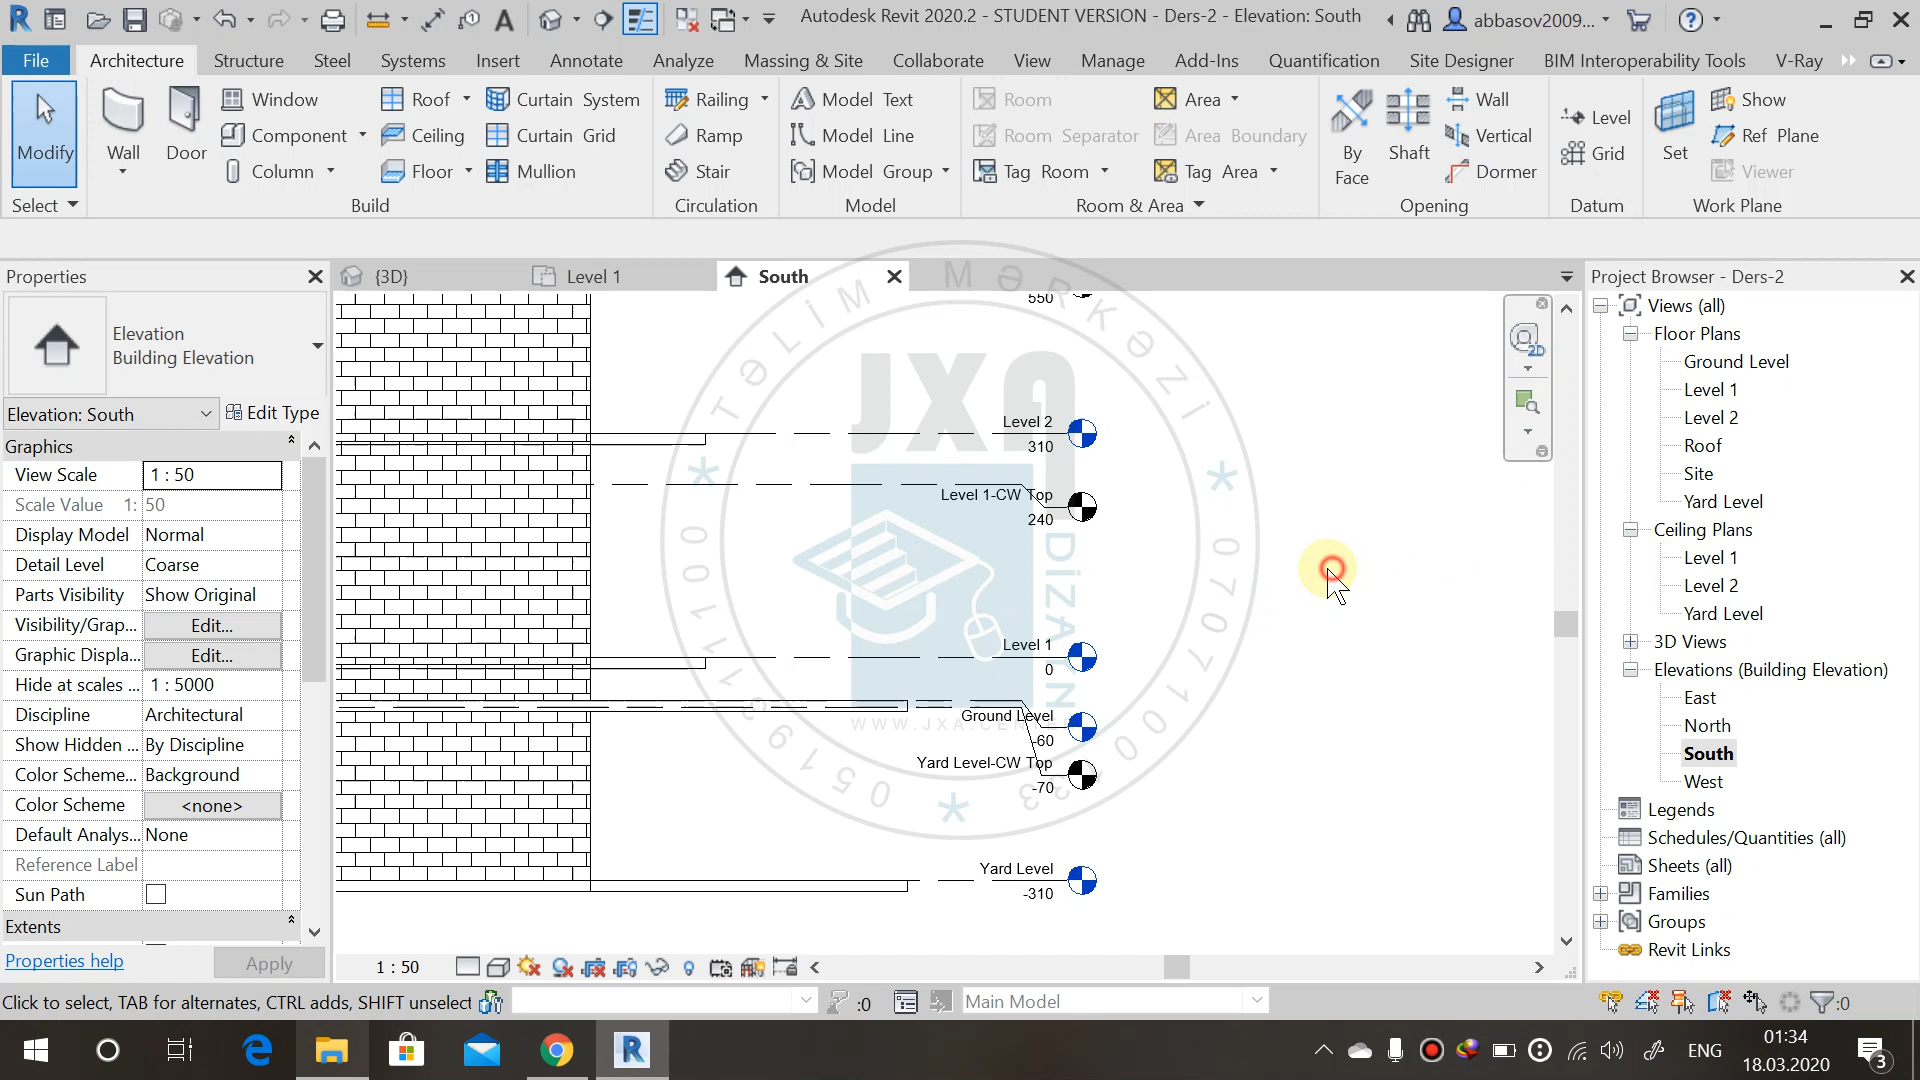 Autodesk Revit 2020.2 - STUDENT VERSION - Ders-2 - Elevation: South
abbasov2009...
File Architecture Structure Steel Systems Insert Annotate Analyze Massing & Site Collaborate View Manage Add-Ins Quantification Site Designer BIM Interoperability Tools V-Ray
Modify
Select
Wall
Door
Window
Component
Column
Roof
Ceiling
Floor
Curtain System
Curtain Grid
Mullion
Build
Railing
Ramp
Stair
Circulation
Model Text
Model Line
Model Group
Model
Room
Room Separator
Tag Room
Area
Area Boundary
Tag Area
Room & Area
By Face
Shaft
Wall
Vertical
Dormer
Opening
Level
Grid
Datum
Set
Show
Ref Plane
Viewer
Work Plane
Properties
Elevation
Building Elevation
Elevation: South
Edit Type
Graphics
View Scale 1 : 50
Scale Value 1: 50
Display Model Normal
Detail Level Coarse
Parts Visibility Show Original
Visibility/Grap... Edit...
Graphic Displa... Edit...
Hide at scales ... 1 : 5000
Discipline Architectural
Show Hidden ... By Discipline
Color Scheme... Background
Color Scheme <none>
Default Analys... None
Reference Label
Sun Path
Extents
Properties help
Apply
{3D}
Level 1
South
550
Level 2
310
Level 1-CW Top
240
Level 1
0
Ground Level
-60
Yard Level-CW Top
-70
Yard Level
-310
TƏLİM MƏRKƏZİ
JXA
DİZAYN
WWW.JXA.CEN
1 : 50
Project Browser - Ders-2
Views (all)
Floor Plans
Ground Level
Level 1
Level 2
Roof
Site
Yard Level
Ceiling Plans
Level 1
Level 2
Yard Level
3D Views
Elevations (Building Elevation)
East
North
South
West
Legends
Schedules/Quantities (all)
Sheets (all)
Families
Groups
Revit Links
Click to select, TAB for alternates, CTRL adds, SHIFT unselect
:0
Main Model
:0
ENG
01:34
18.03.2020
3